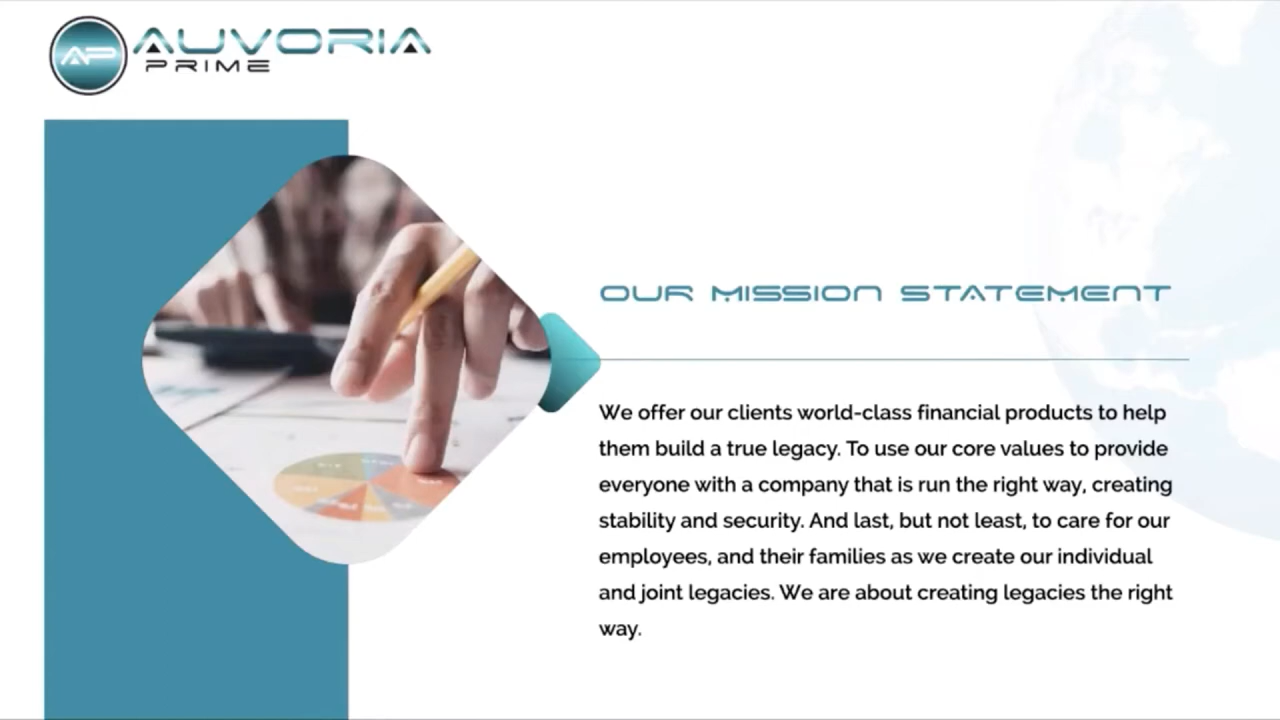 AP
AUVORIA
PRIME
OUR MISSION STATEMENT
We offer our clients world-class financial products to help
them build a true legacy. To use our core values to provide
everyone with a company that is run the right way, creating
stability and security. And last, but not least, to care for our
employees, and their families as we create our individual
and joint legacies. We are about creating legacies the right
way.